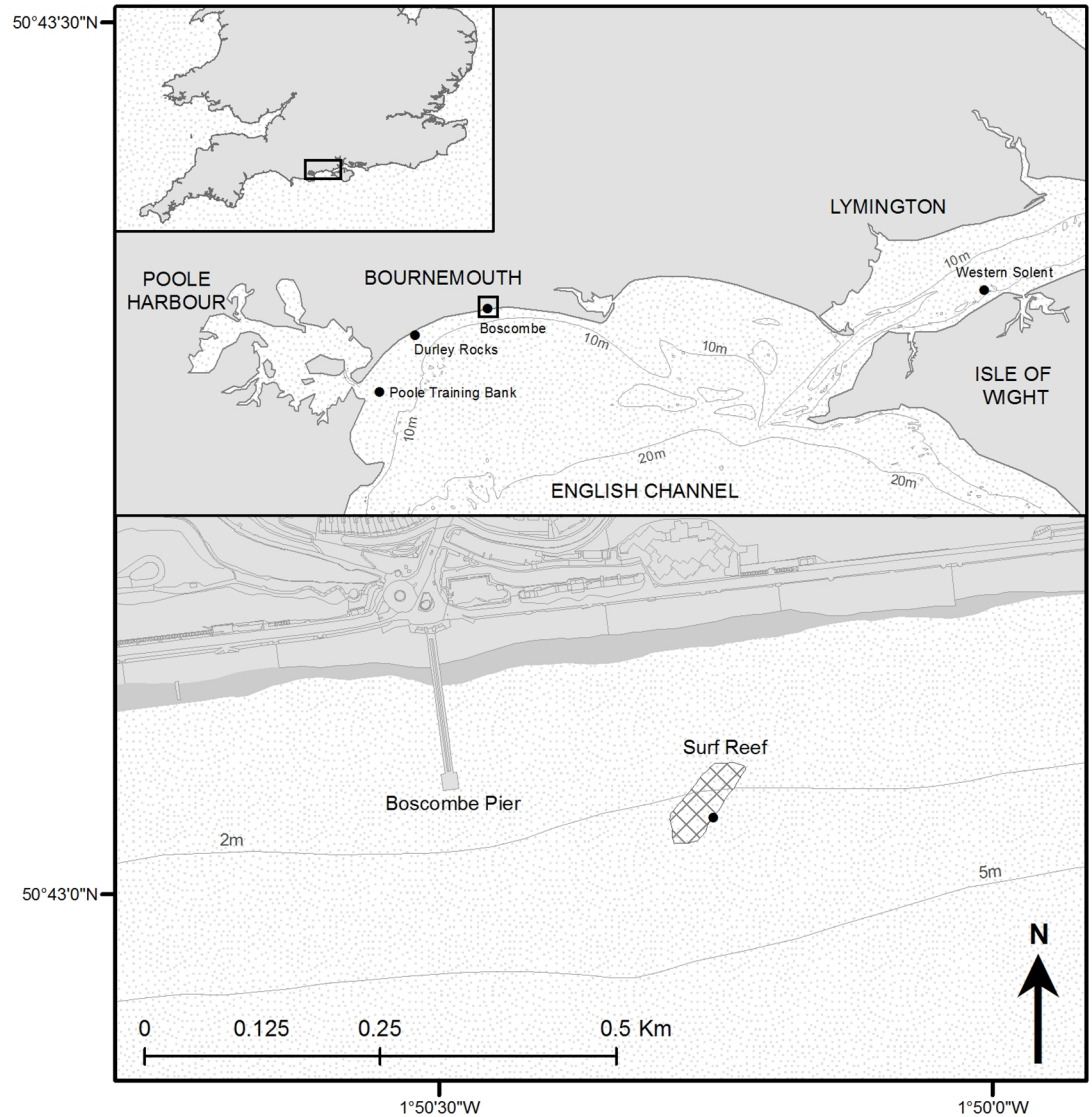 50°43'30"N
LYMINGTON
10m
Western Solent
POOLE
HARBOUR
BOURNEMOUTH
Boscombe
Durley Rocks
10m
10m
ISLE OF
WIGHT
Poole Training Bank
10m
20m
20m
ENGLISH CHANNEL
Surf Reef
Boscombe Pier
2m
5m
50°43'0"N
N
0 0.125 0.25 0.5 Km
1°50'30"W 1°50'0"W